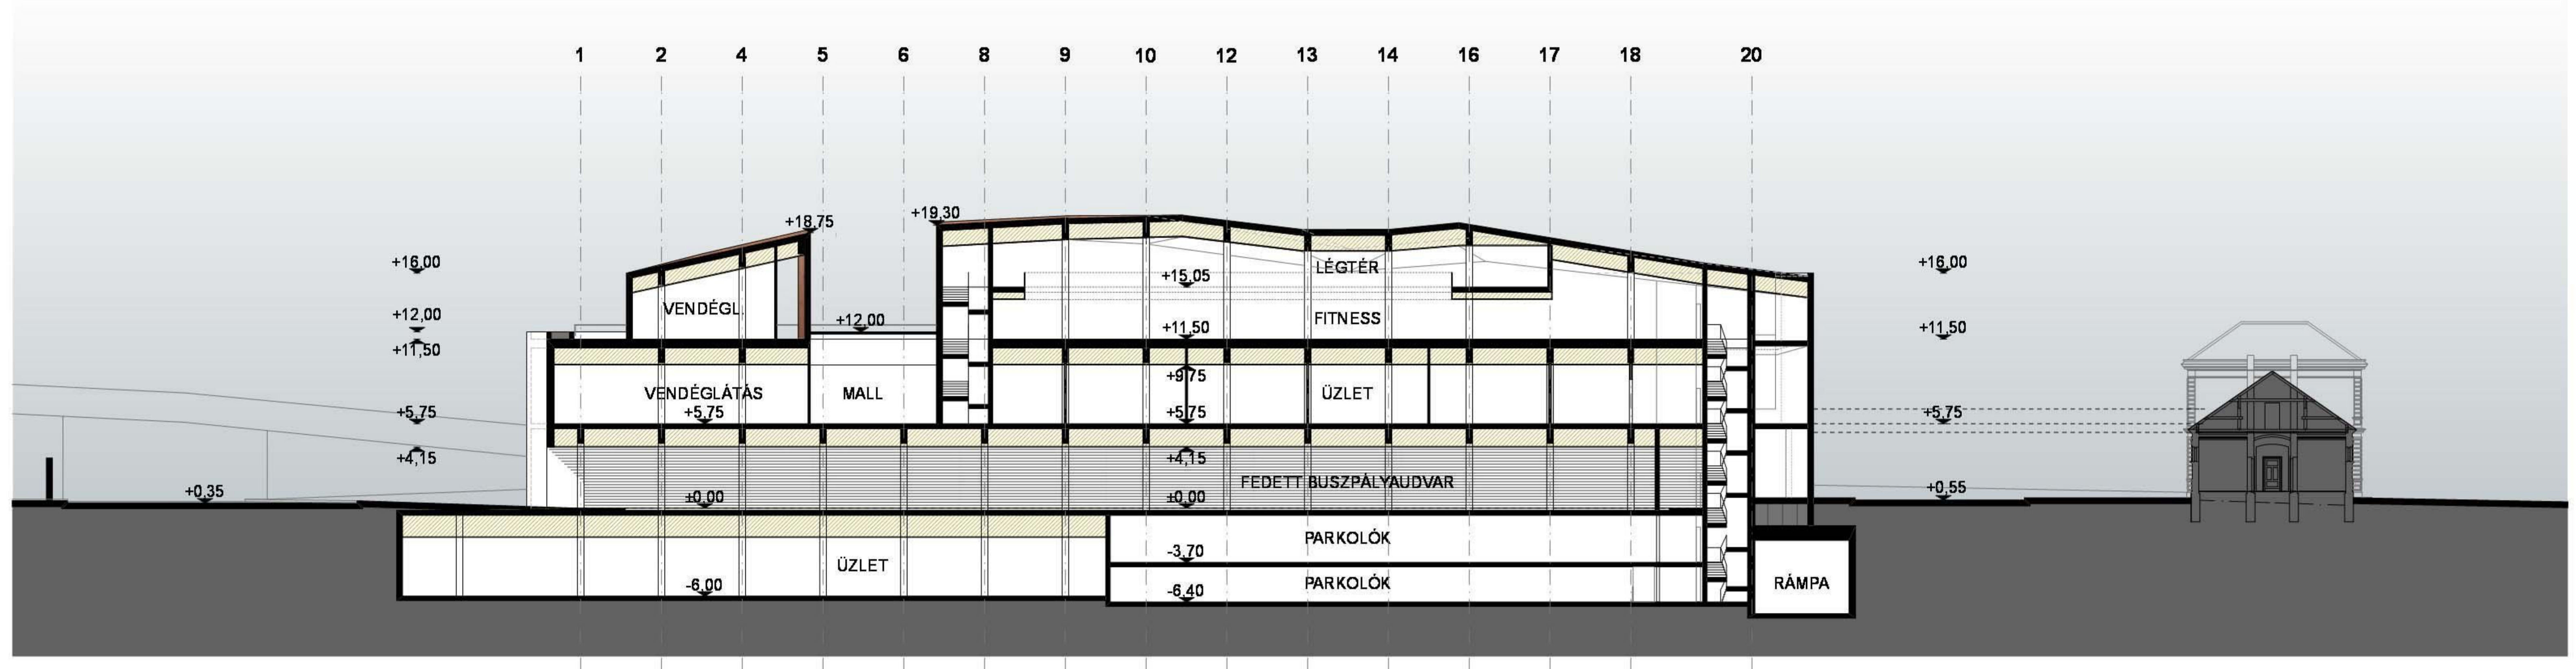 1 2 4 5 6 8 9 10 12 13 14 16 17 18 20
+19,30
+18,75
+16,00 +15,05 LÉGTÉR +16,00
VENDÉGL.
+12,00 +12,00 FITNESS
+11,50 +11,50 +11,50
+9,75
VENDÉGLÁTÁS MALL ÜZLET
+5,75 +5,75 +5,75 +5,75
+4,15 +4,15
FEDETT BUSZPÁLYAUDVAR
+0,35 ±0,00 ±0,00 +0,55
PARKOLÓK
-3,70
ÜZLET
-6,00 -6,40 PARKOLÓK RÁMPA